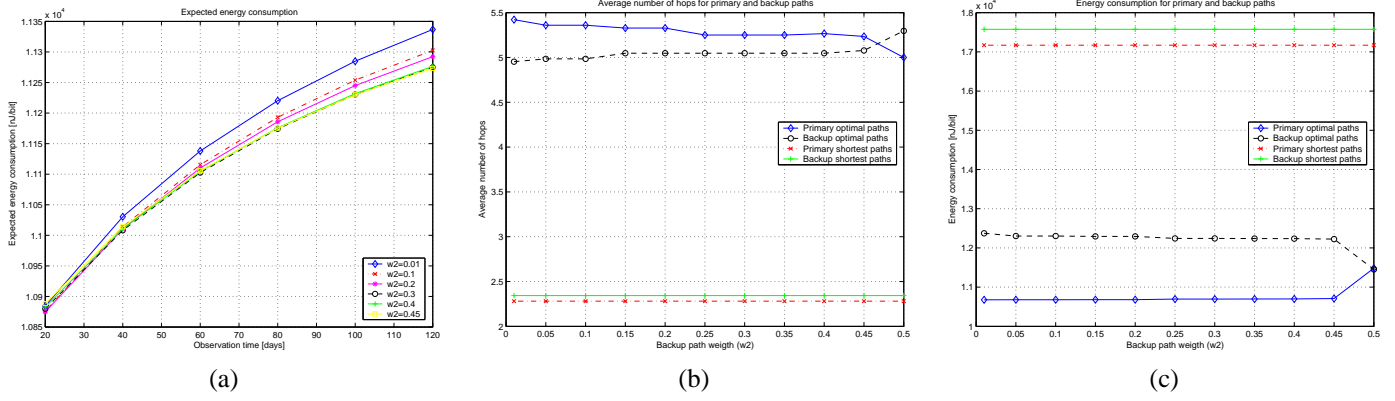 Expected energy consumption
x 10⁴
1.135
1.13
1.125
1.12
1.115
1.11
1.105
1.1
1.095
1.09
1.085
Expected energy consumption [nJ/bit]
w2=0.01
w2=0.1
w2=0.2
w2=0.3
w2=0.4
w2=0.45
20 30 40 50 60 70 80 90 100 110 120
Observation time [days]
(a)
Average number of hops for primary and backup paths
5.5
5
4.5
4
3.5
3
2.5
2
Average number of hops
Primary optimal paths
Backup optimal paths
Primary shortest paths
Backup shortest paths
0 0.05 0.1 0.15 0.2 0.25 0.3 0.35 0.4 0.45 0.5
Backup path weigth (w2)
(b)
Energy consumption for primary and backup paths
x 10⁴
1.8
1.7
1.6
1.5
1.4
1.3
1.2
1.1
1
Energy consumption [nJ/bit]
Primary optimal paths
Backup optimal paths
Primary shortest paths
Backup shortest paths
0 0.05 0.1 0.15 0.2 0.25 0.3 0.35 0.4 0.45 0.5
Backup path weigth (w2)
(c)